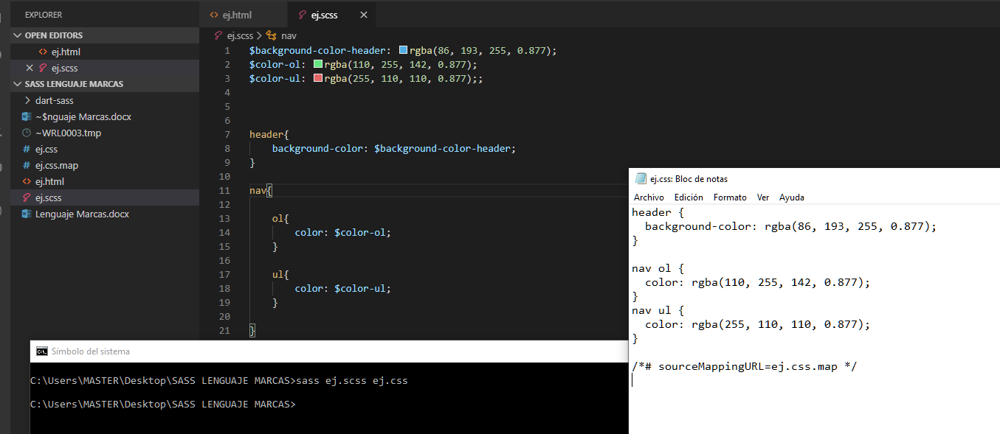 EXPLORER
OPEN EDITORS
ej.html
ej.scss
SASS LENGUAJE MARCAS
dart-sass
~$nguaje Marcas.docx
~WRL0003.tmp
ej.css
ej.css.map
ej.html
ej.scss
Lenguaje Marcas.docx
ej.html
ej.scss
ej.scss > nav
1 $background-color-header: rgba(86, 193, 255, 0.877);
2 $color-ol: rgba(110, 255, 142, 0.877);
3 $color-ul: rgba(255, 110, 110, 0.877);;
4
5
6
7 header{
8 background-color: $background-color-header;
9 }
10
11 nav{
12
13 ol{
14 color: $color-ol;
15 }
16
17 ul{
18 color: $color-ul;
19 }
20
21 }
Símbolo del sistema
C:\Users\MASTER\Desktop\SASS LENGUAJE MARCAS>sass ej.scss ej.css
C:\Users\MASTER\Desktop\SASS LENGUAJE MARCAS>
ej.css: Bloc de notas
Archivo Edición Formato Ver Ayuda
header {
background-color: rgba(86, 193, 255, 0.877);
}
nav ol {
color: rgba(110, 255, 142, 0.877);
}
nav ul {
color: rgba(255, 110, 110, 0.877);
}
/*# sourceMappingURL=ej.css.map */